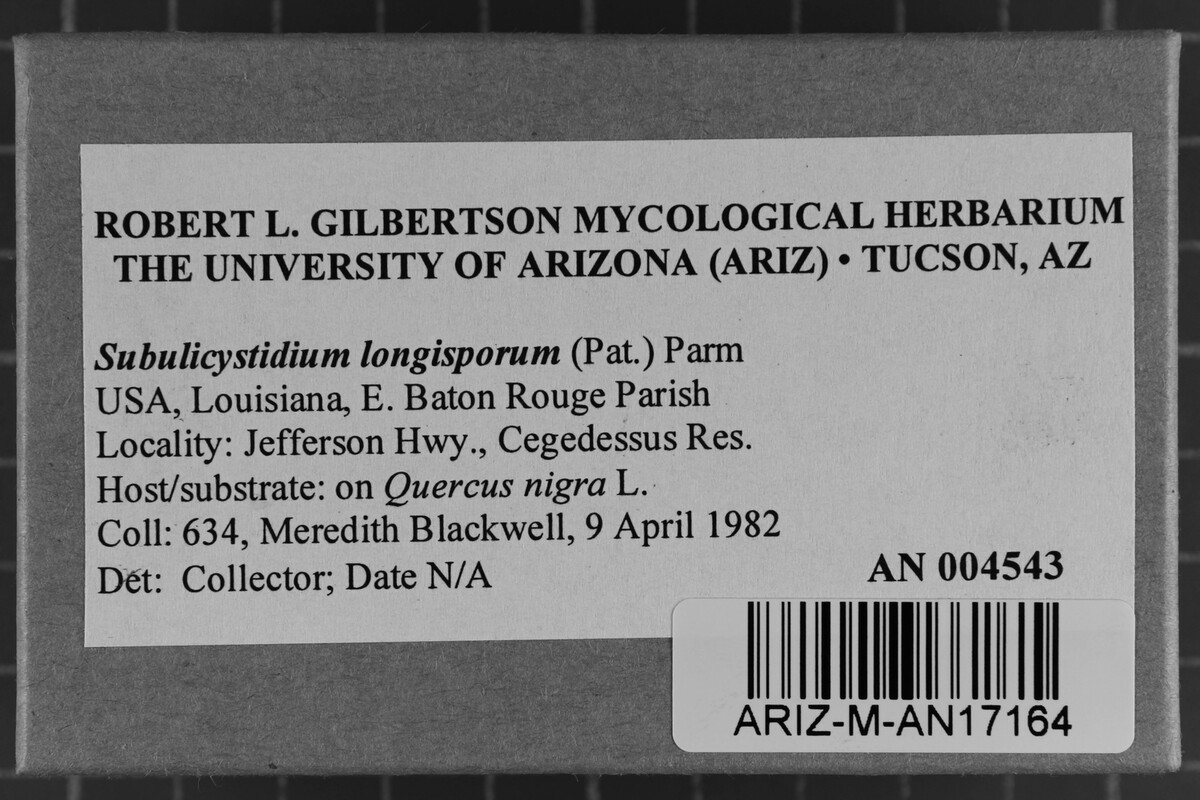 ROBERT L. GILBERTSON MYCOLOGICAL HERBARIUM
THE UNIVERSITY OF ARIZONA (ARIZ) • TUCSON, AZ
Subulicystidium longisporum (Pat.) Parm
USA, Louisiana, E. Baton Rouge Parish
Locality: Jefferson Hwy., Cegedessus Res.
Host/substrate: on Quercus nigra L.
Coll: 634, Meredith Blackwell, 9 April 1982
Det: Collector; Date N/A
AN 004543
ARIZ-M-AN17164